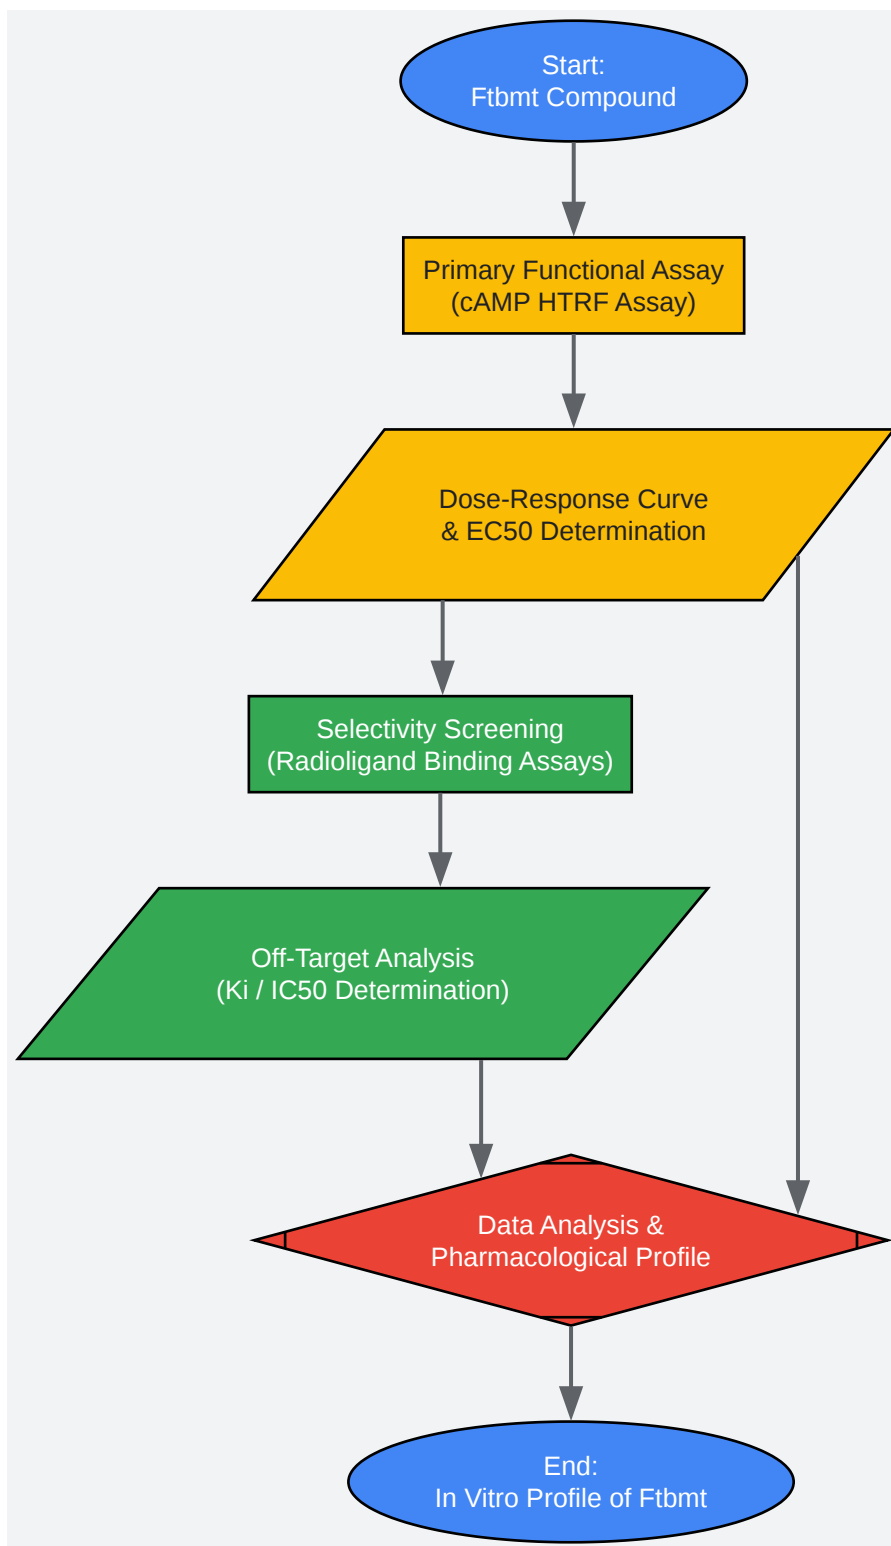 Start:
Ftbmt Compound
Primary Functional Assay
(cAMP HTRF Assay)
Dose-Response Curve
& EC50 Determination
Selectivity Screening
(Radioligand Binding Assays)
Off-Target Analysis
(Ki / IC50 Determination)
Data Analysis &
Pharmacological Profile
End:
In Vitro Profile of Ftbmt